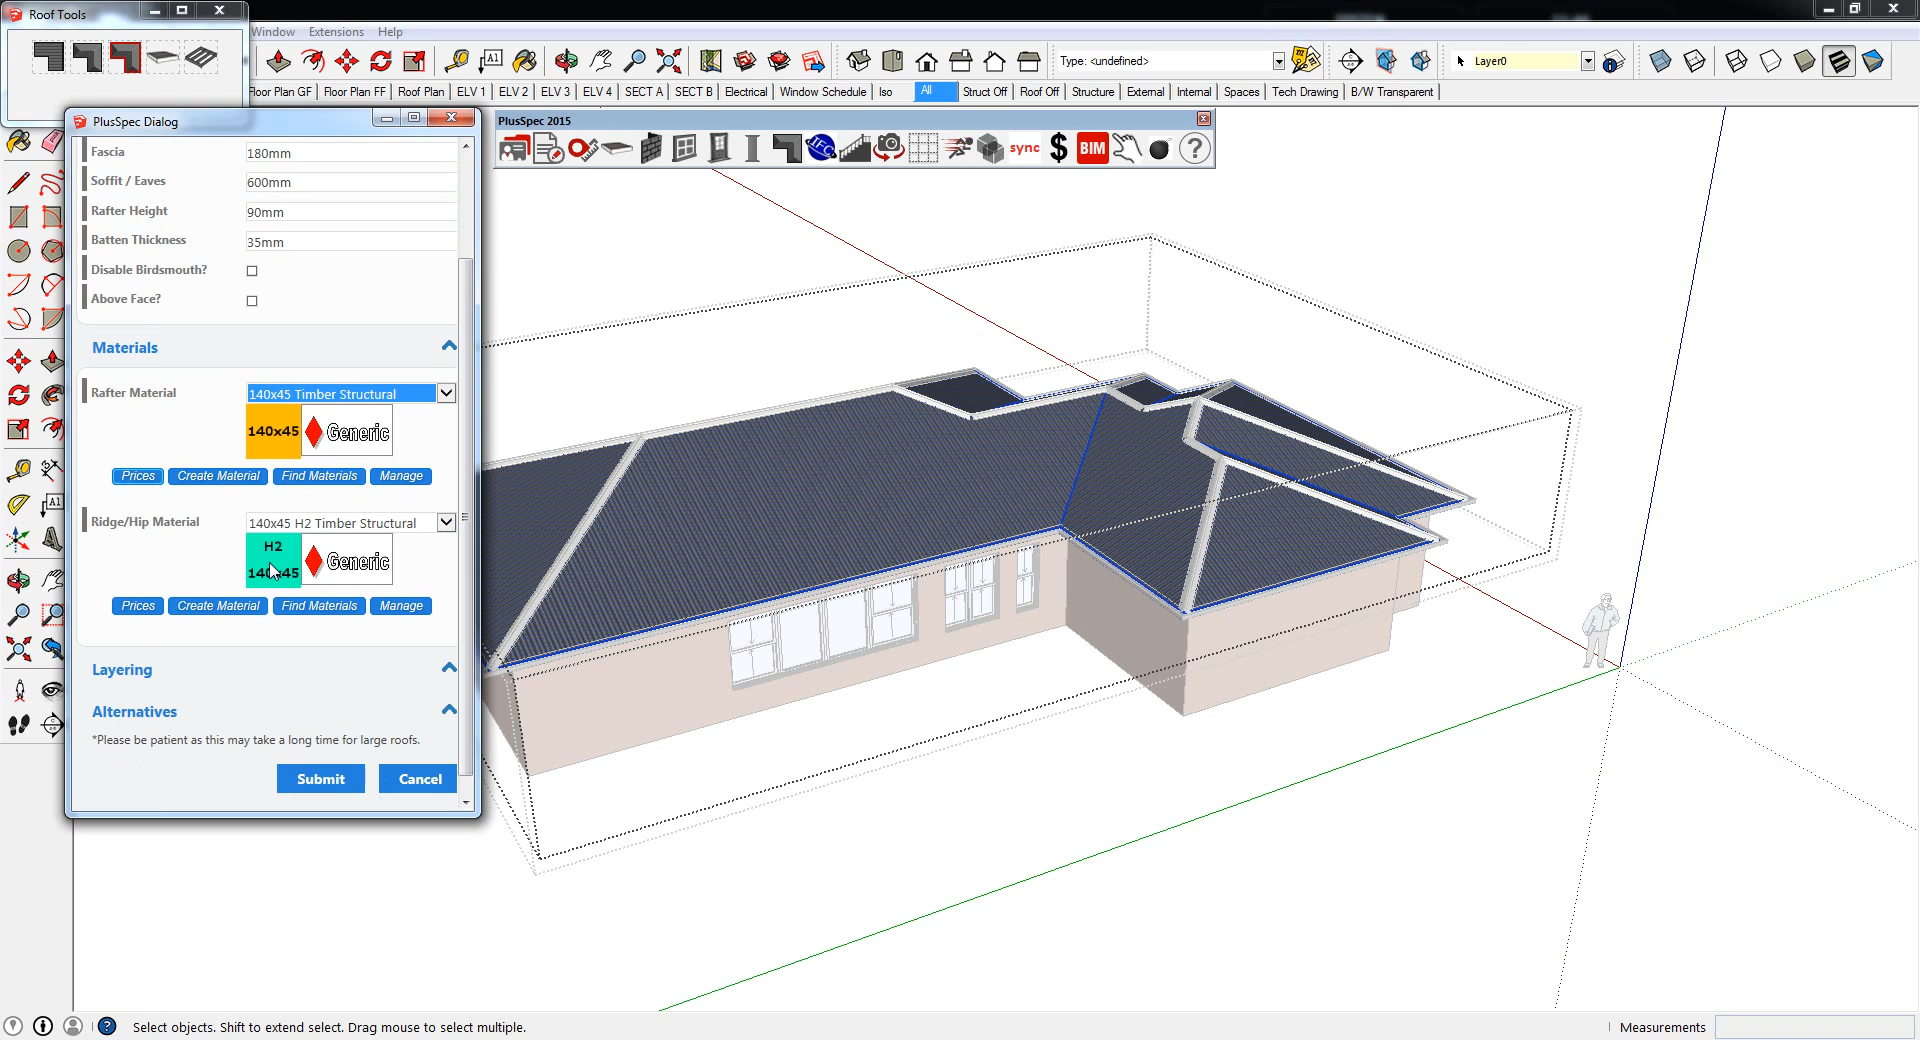 Roof Tools
Window Extensions Help
A1
Type: <undefined>
Layer0
Floor Plan GF Floor Plan FF Roof Plan ELV 1 ELV 2 ELV 3 ELV 4 SECT A SECT B Electrical Window Schedule Iso All Struct Off Roof Off Structure External Internal Spaces Tech Drawing B/W Transparent
PlusSpec Dialog
PlusSpec 2015
IFC sync $ BIM ?
Fascia 180mm
Soffit / Eaves 600mm
Rafter Height 90mm
Batten Thickness 35mm
Disable Birdsmouth?
Above Face?
Materials
Rafter Material 140x45 Timber Structural
140x45 Generic
Prices Create Material Find Materials Manage
A1
Ridge/Hip Material 140x45 H2 Timber Structural
H2
140x45 Generic
Prices Create Material Find Materials Manage
Layering
Alternatives
*Please be patient as this may take a long time for large roofs.
Submit Cancel
Select objects. Shift to extend select. Drag mouse to select multiple.
Measurements